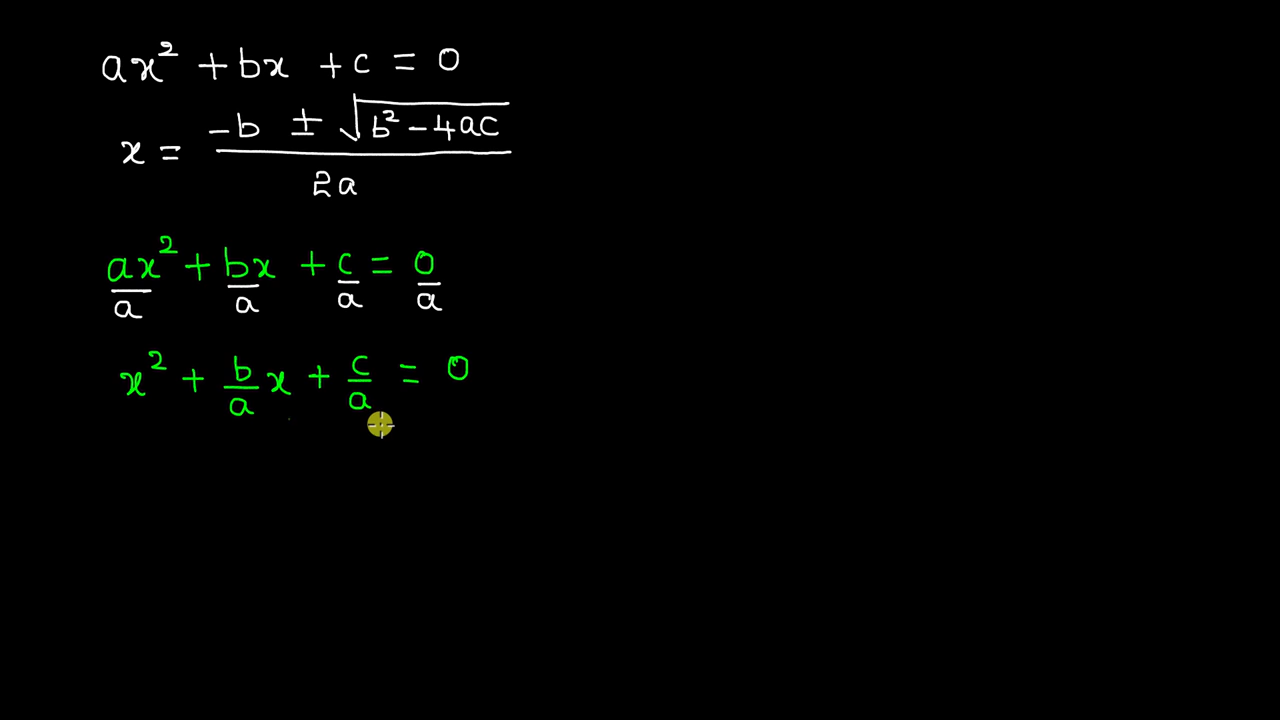 ax² + bx + c = 0
x = (-b ± √(b² - 4ac)) / 2a
ax²/a + bx/a + c/a = 0/a
x² + b/a x + c/a = 0